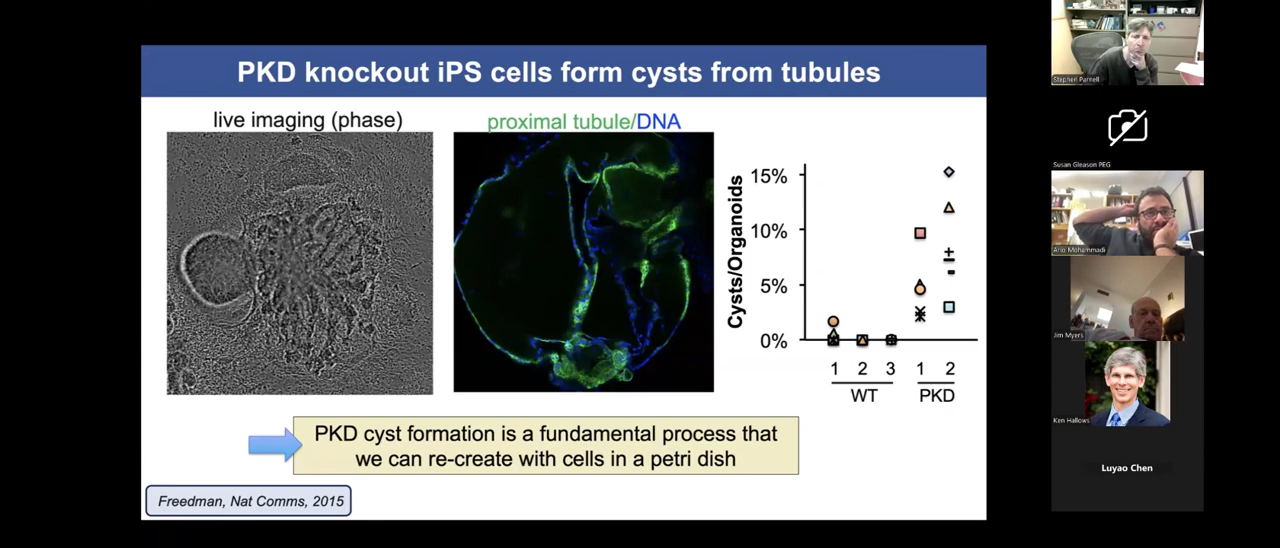 PKD knockout iPS cells form cysts from tubules
live imaging (phase)
proximal tubule/DNA
Cysts/Organoids
15%
10%
5%
0%
1 2 3 1 2
WT PKD
PKD cyst formation is a fundamental process that
we can re-create with cells in a petri dish
Freedman, Nat Comms, 2015
Stephen Parnell
Susan Gleason PEG
Ario Mohammadi
Jim Myers
Ken Hallows
Luyao Chen